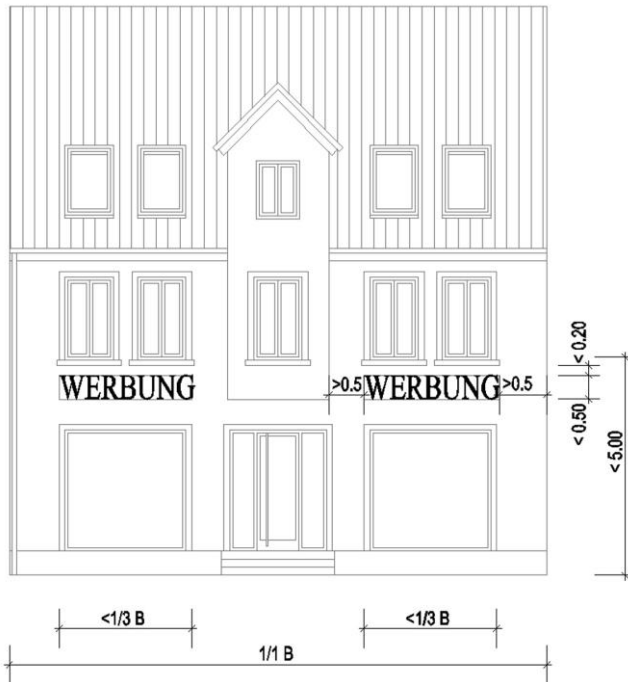 < 0.20
WERBUNG >0.5 WERBUNG >0.5
< 0.50
< 5.00
<1/3 B <1/3 B
1/1 B